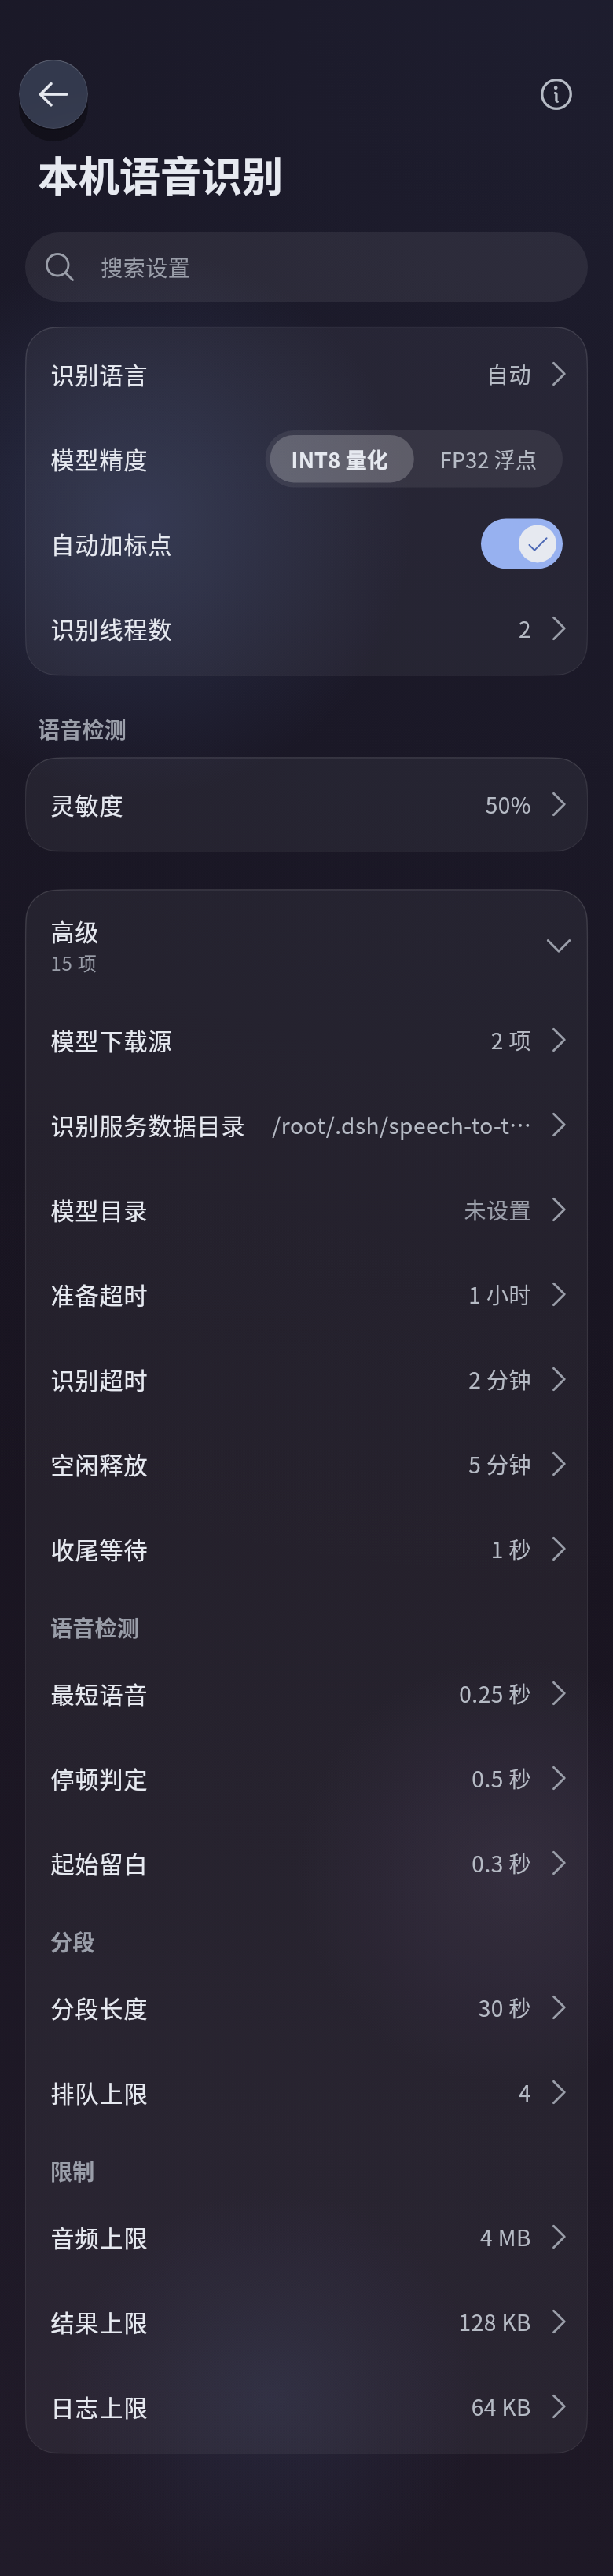 本机语音识别
搜索设置
识别语言 自动
模型精度 INT8 量化 FP32 浮点
自动加标点
识别线程数 2
语音检测
灵敏度 50%
高级
15 项
模型下载源 2 项
识别服务数据目录 /root/.dsh/speech-to-t…
模型目录 未设置
准备超时 1 小时
识别超时 2 分钟
空闲释放 5 分钟
收尾等待 1 秒
语音检测
最短语音 0.25 秒
停顿判定 0.5 秒
起始留白 0.3 秒
分段
分段长度 30 秒
排队上限 4
限制
音频上限 4 MB
结果上限 128 KB
日志上限 64 KB